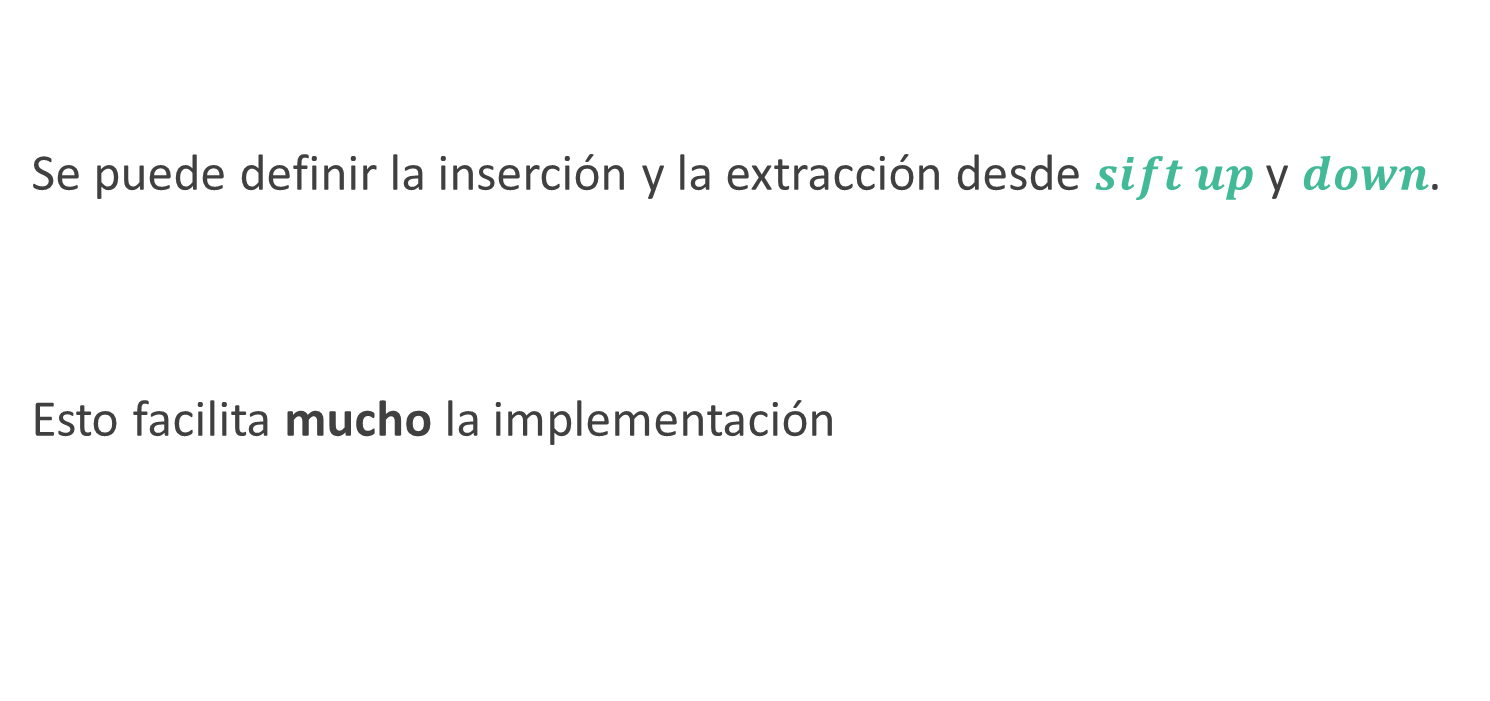 Se puede definir la inserción y la extracción desde sift up y down.
Esto facilita mucho la implementación